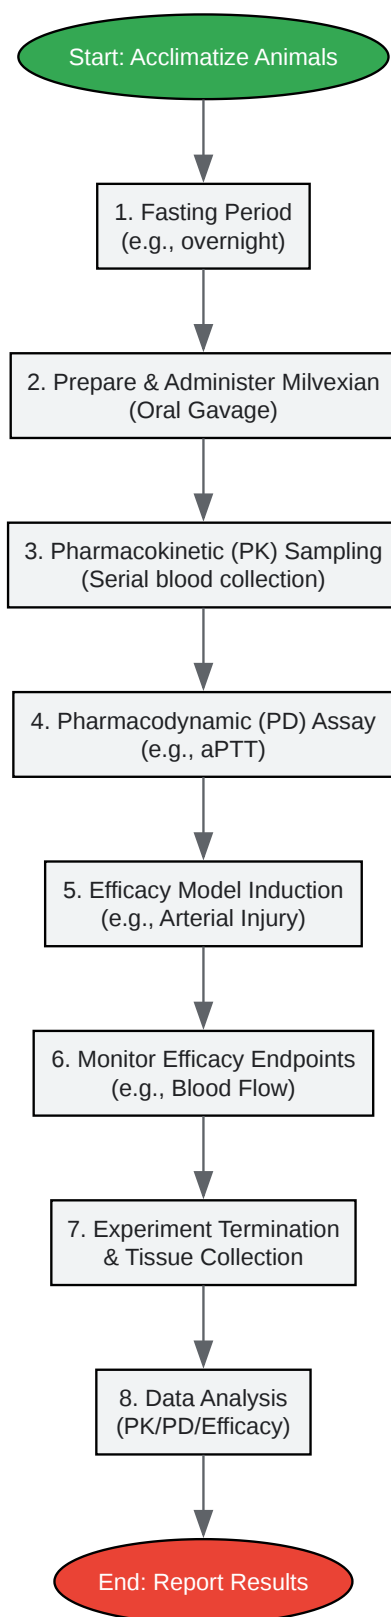 Start: Acclimatize Animals
1. Fasting Period
(e.g., overnight)
2. Prepare & Administer Milvexian
(Oral Gavage)
3. Pharmacokinetic (PK) Sampling
(Serial blood collection)
4. Pharmacodynamic (PD) Assay
(e.g., aPTT)
5. Efficacy Model Induction
(e.g., Arterial Injury)
6. Monitor Efficacy Endpoints
(e.g., Blood Flow)
7. Experiment Termination
& Tissue Collection
8. Data Analysis
(PK/PD/Efficacy)
End: Report Results